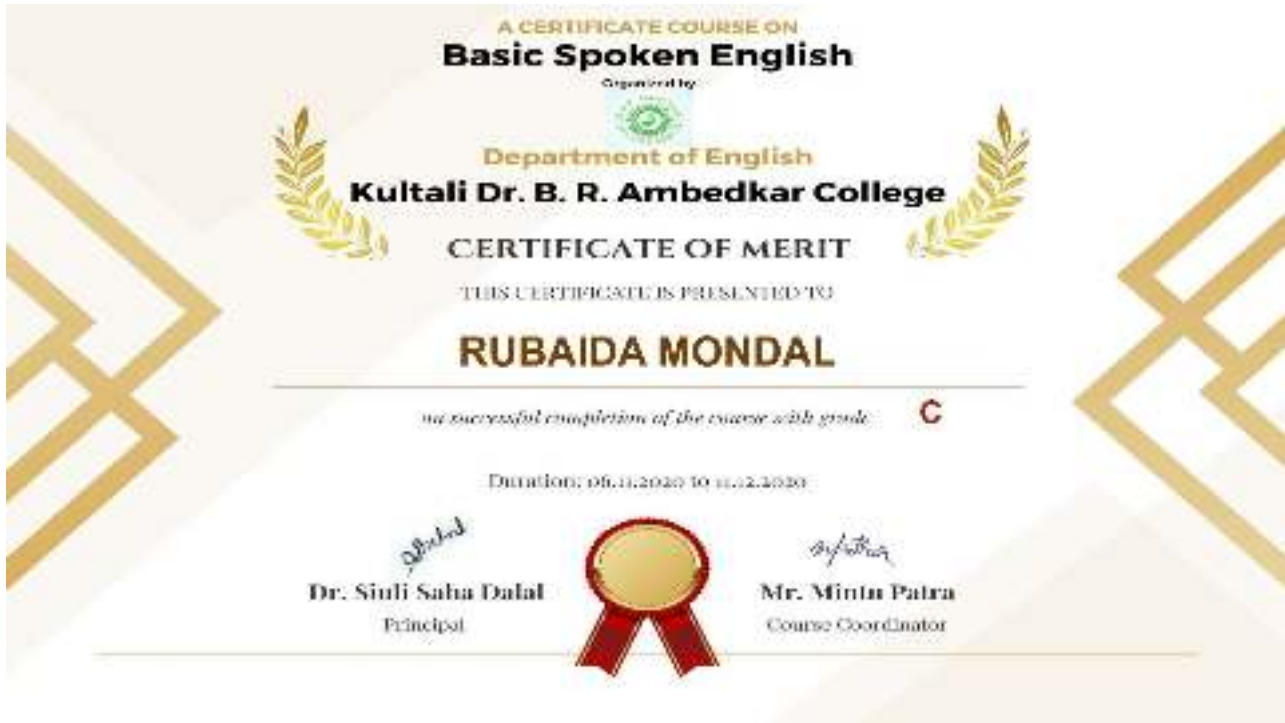 A CERTIFICATE COURSE ON
Basic Spoken English
Organized by
Department of English
Kultali Dr. B. R. Ambedkar College
CERTIFICATE OF MERIT
THIS CERTIFICATE IS PRESENTED TO
RUBAIDA MONDAL
on successful completion of the course with grade C
Duration: 06.11.2020 to 11.12.2020
Dr. Siuli Saha Dalal
Principal
Mr. Mintu Patra
Course Coordinator